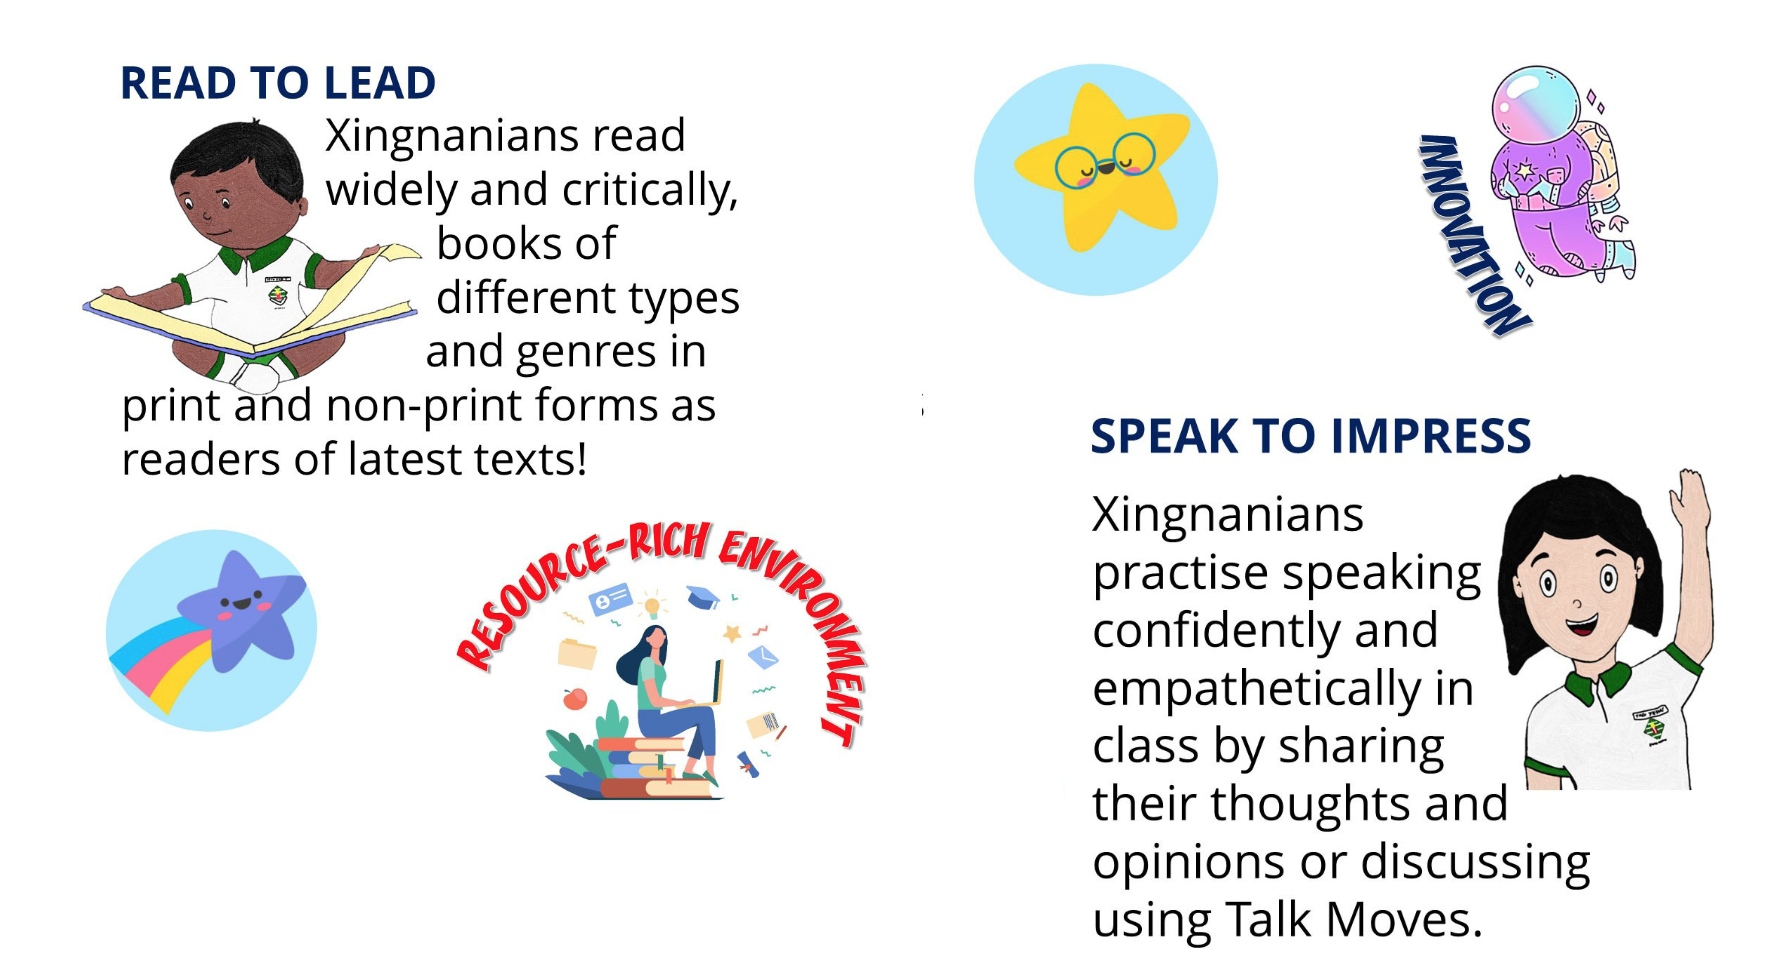 READ TO LEAD
Xingnanians read
widely and critically,
books of
different types
and genres in
print and non-print forms as
readers of latest texts!
RESOURCE-RICH ENVIRONMENT
INNOVATION
SPEAK TO IMPRESS
Xingnanians
practise speaking
confidently and
empathetically in
class by sharing
their thoughts and
opinions or discussing
using Talk Moves.